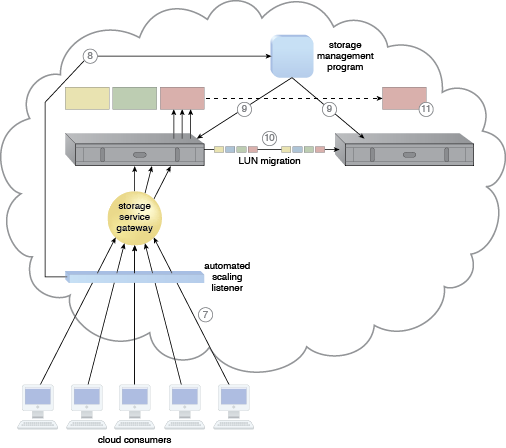 8
storage
management
program
9
9
11
10
LUN migration
storage
service
gateway
automated
scaling
listener
7
cloud consumers